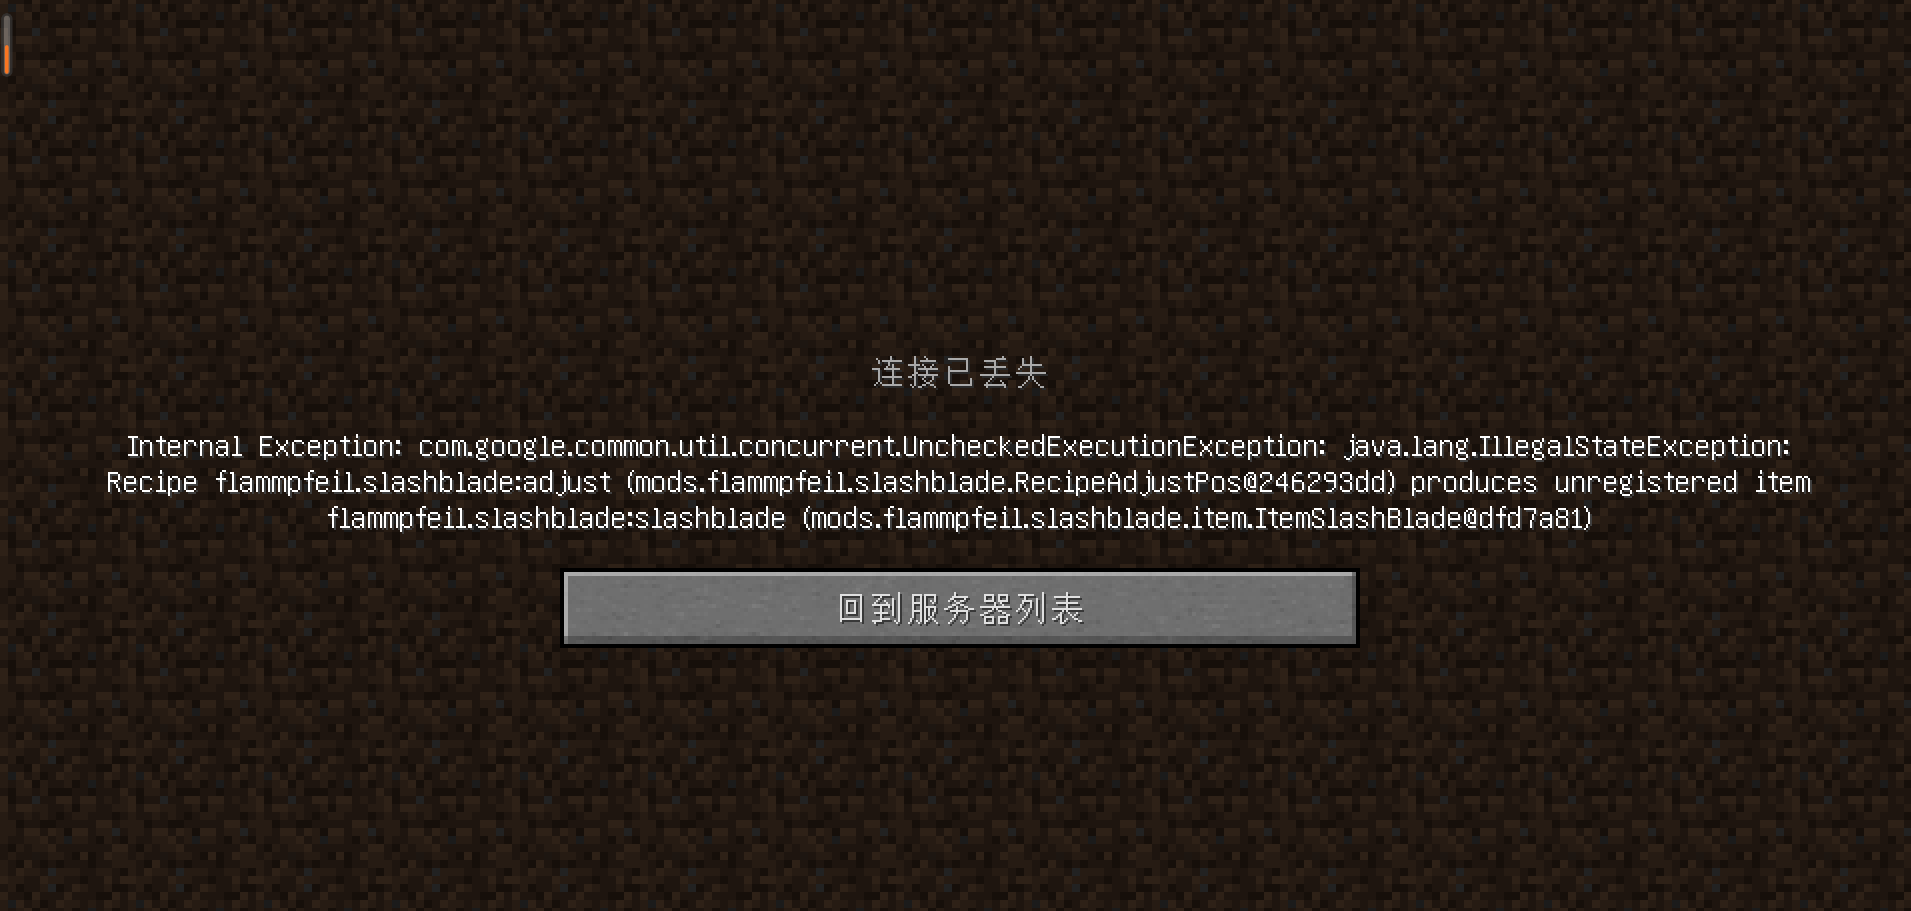 连接已丢失
Internal Exception: com.google.common.util.concurrent.UncheckedExecutionException: java.lang.IllegalStateException:
Recipe flammpfeil.slashblade:adjust (mods.flammpfeil.slashblade.RecipeAdjustPos@246293dd) produces unregistered item
flammpfeil.slashblade:slashblade (mods.flammpfeil.slashblade.item.ItemSlashBlade@dfd7a81)
回到服务器列表